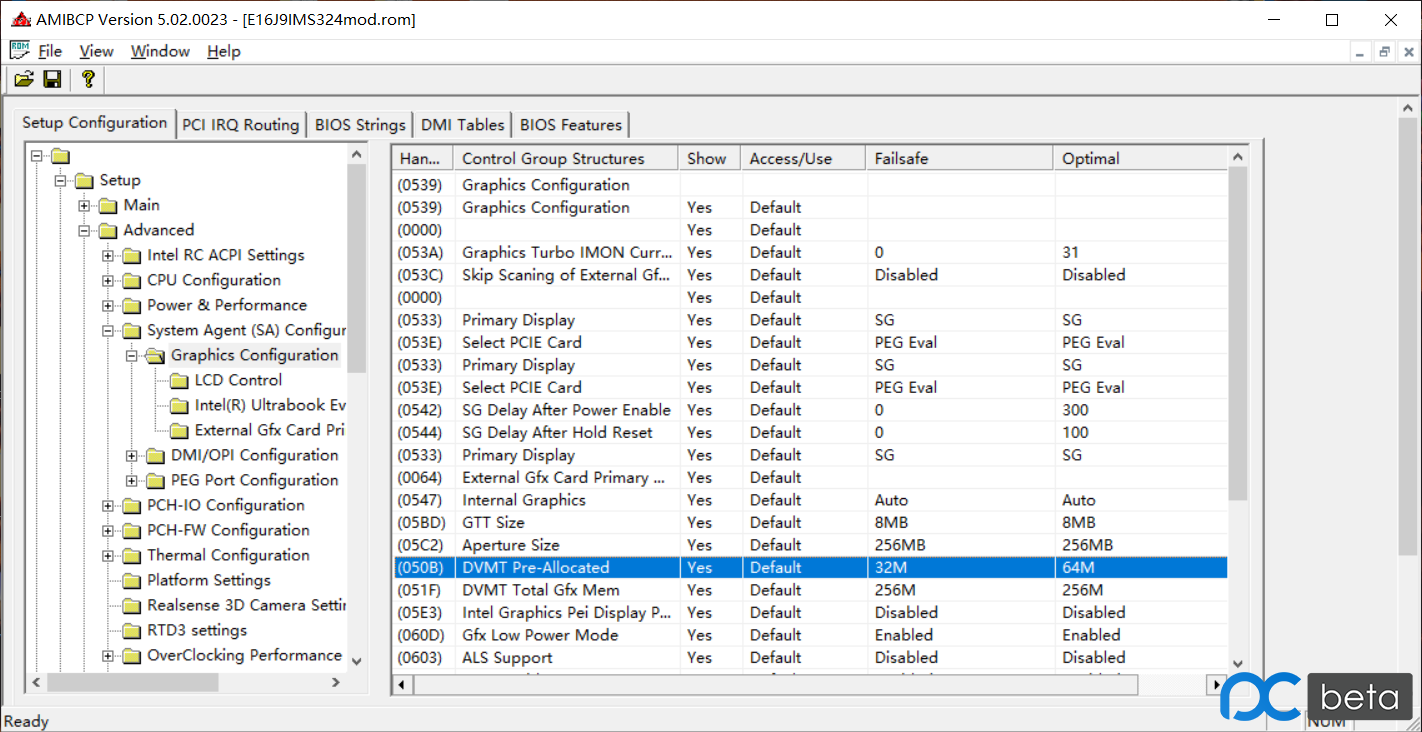 AMIBCP Version 5.02.0023 - [E16J9IMS324mod.rom]
File View Window Help
Setup Configuration PCI IRQ Routing BIOS Strings DMI Tables BIOS Features
Setup
Main
Advanced
Intel RC ACPI Settings
CPU Configuration
Power & Performance
System Agent (SA) Configur
Graphics Configuration
LCD Control
Intel(R) Ultrabook Ev
External Gfx Card Pri
DMI/OPI Configuration
PEG Port Configuration
PCH-IO Configuration
PCH-FW Configuration
Thermal Configuration
Platform Settings
Realsense 3D Camera Settir
RTD3 settings
OverClocking Performance
Han... Control Group Structures Show Access/Use Failsafe Optimal
(0539) Graphics Configuration
(0539) Graphics Configuration Yes Default
(0000) Yes Default
(053A) Graphics Turbo IMON Curr... Yes Default 0 31
(053C) Skip Scaning of External Gf... Yes Default Disabled Disabled
(0000) Yes Default
(0533) Primary Display Yes Default SG SG
(053E) Select PCIE Card Yes Default PEG Eval PEG Eval
(0533) Primary Display Yes Default SG SG
(053E) Select PCIE Card Yes Default PEG Eval PEG Eval
(0542) SG Delay After Power Enable Yes Default 0 300
(0544) SG Delay After Hold Reset Yes Default 0 100
(0533) Primary Display Yes Default SG SG
(0064) External Gfx Card Primary ... Yes Default
(0547) Internal Graphics Yes Default Auto Auto
(05BD) GTT Size Yes Default 8MB 8MB
(05C2) Aperture Size Yes Default 256MB 256MB
(050B) DVMT Pre-Allocated Yes Default 32M 64M
(051F) DVMT Total Gfx Mem Yes Default 256M 256M
(05E3) Intel Graphics Pei Display P... Yes Default Disabled Disabled
(060D) Gfx Low Power Mode Yes Default Enabled Enabled
(0603) ALS Support Yes Default Disabled Disabled
Ready
NUM
pc beta